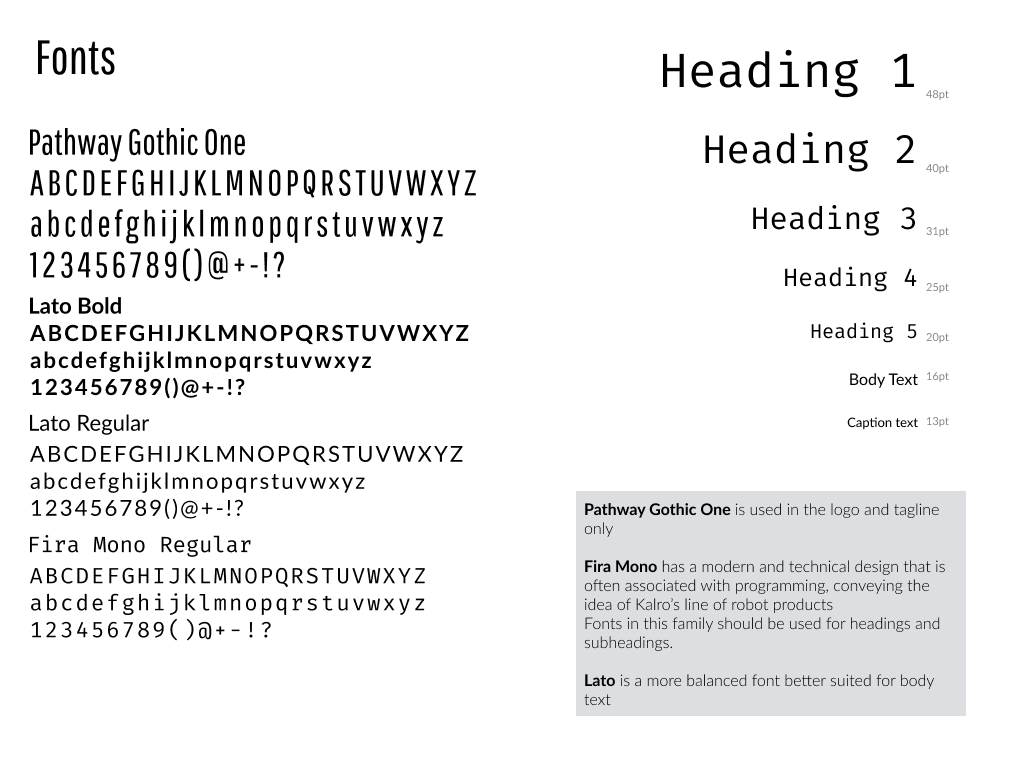 Fonts
Pathway Gothic One
ABCDEFGHIJKLMNOPQRSTUVWXYZ
abcdefghijklmnopqrstuvwxyz
123456789()@+-!?
Lato Bold
ABCDEFGHIJKLMNOPQRSTUVWXYZ
abcdefghijklmnopqrstuvwxyz
123456789()@+-!?
Lato Regular
ABCDEFGHIJKLMNOPQRSTUVWXYZ
abcdefghijklmnopqrstuvwxyz
123456789()@+-!?
Fira Mono Regular
ABCDEFGHIJKLMNOPQRSTUVWXYZ
abcdefghijklmnopqrstuvwxyz
123456789()@+-!?
Heading 1 48pt
Heading 2 40pt
Heading 3 31pt
Heading 4 25pt
Heading 5 20pt
Body Text 16pt
Caption text 13pt
Pathway Gothic One is used in the logo and tagline
only
Fira Mono has a modern and technical design that is
often associated with programming, conveying the
idea of Kalro's line of robot products
Fonts in this family should be used for headings and
subheadings.
Lato is a more balanced font better suited for body
text